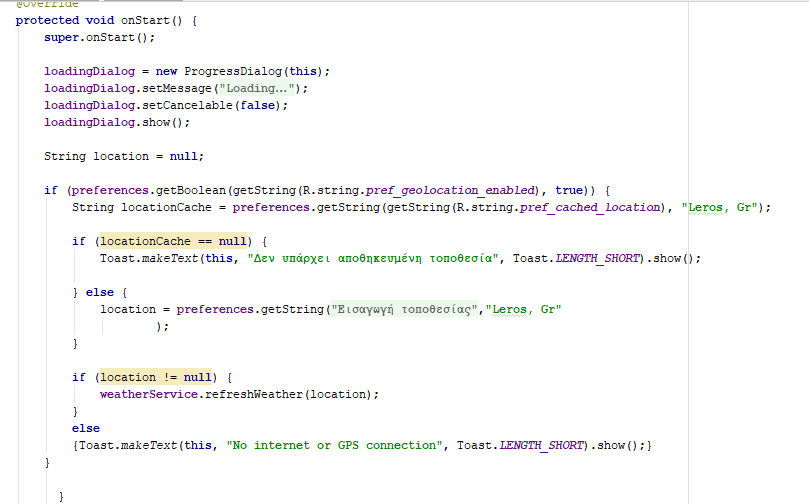 @Override
protected void onStart() {
super.onStart();
loadingDialog = new ProgressDialog(this);
loadingDialog.setMessage("Loading...");
loadingDialog.setCancelable(false);
loadingDialog.show();
String location = null;
if (preferences.getBoolean(getString(R.string.pref_geolocation_enabled), true)) {
String locationCache = preferences.getString(getString(R.string.pref_cached_location), "Leros, Gr");
if (locationCache == null) {
Toast.makeText(this, "Δεν υπάρχει αποθηκευμένη τοποθεσία", Toast.LENGTH_SHORT).show();
} else {
location = preferences.getString("Εισαγωγή τοποθεσίας","Leros, Gr"
);
}
if (location != null) {
weatherService.refreshWeather(location);
}
else
{Toast.makeText(this, "No internet or GPS connection", Toast.LENGTH_SHORT).show();}
}
}